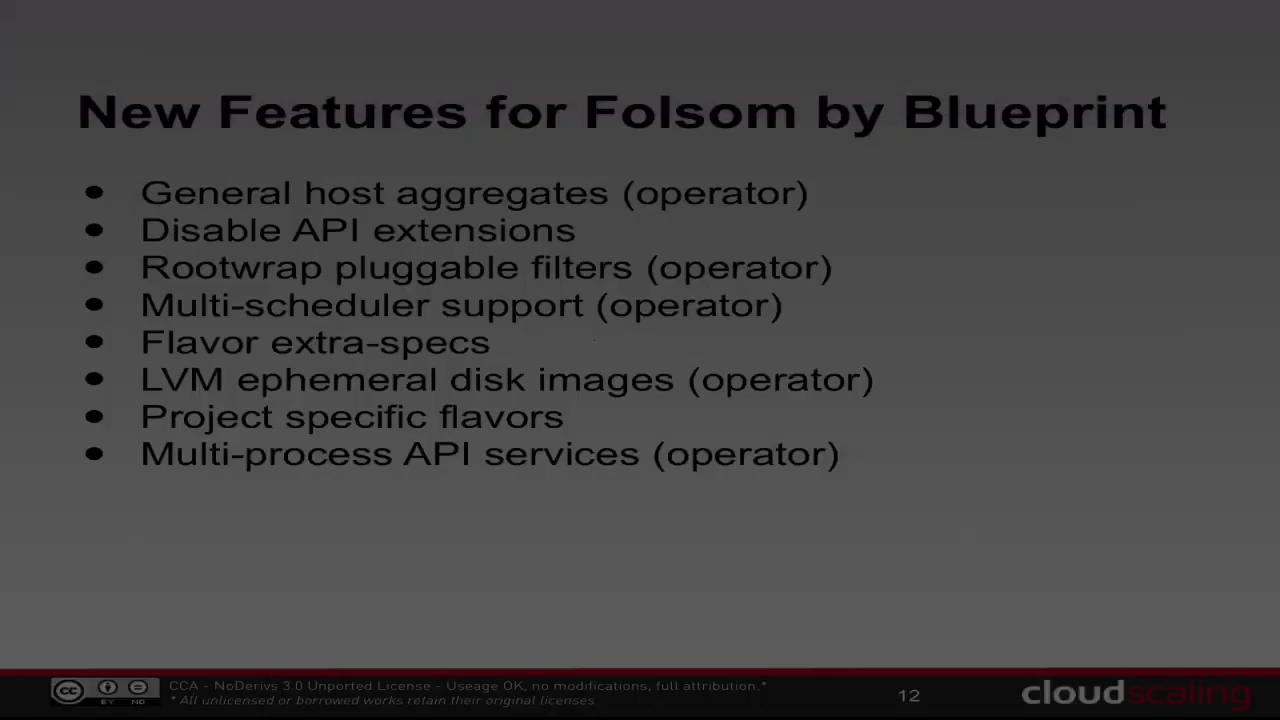 New Features for Folsom by Blueprint
• General host aggregates (operator)
• Disable API extensions
• Rootwrap pluggable filters (operator)
• Multi-scheduler support (operator)
• Flavor extra-specs
• LVM ephemeral disk images (operator)
• Project specific flavors
• Multi-process API services (operator)
cc BY ND
CCA - NoDerivs 3.0 Unported License - Useage OK, no modifications, full attribution.*
* All unlicensed or borrowed works retain their original licenses
12
cloudscaling